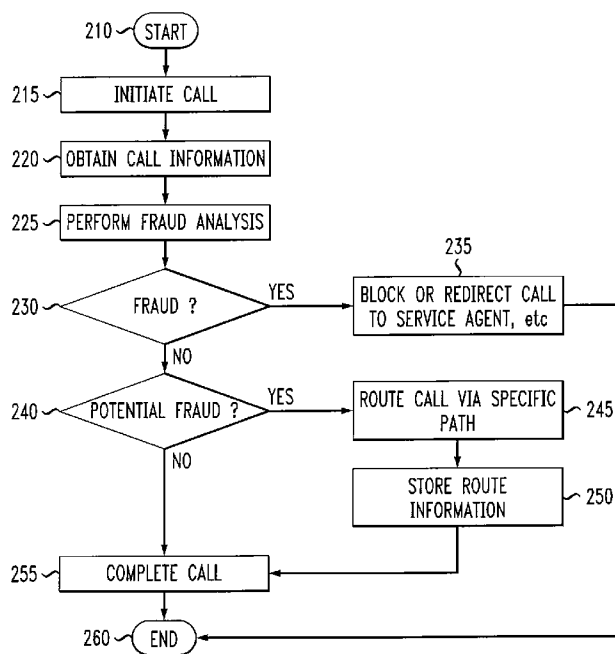 210
START
215
INITIATE CALL
220
OBTAIN CALL INFORMATION
225
PERFORM FRAUD ANALYSIS
230
FRAUD ?
YES
235
BLOCK OR REDIRECT CALL
TO SERVICE AGENT, etc
NO
240
POTENTIAL FRAUD ?
YES
ROUTE CALL VIA SPECIFIC
PATH
245
NO
STORE ROUTE
INFORMATION
250
255
COMPLETE CALL
260
END